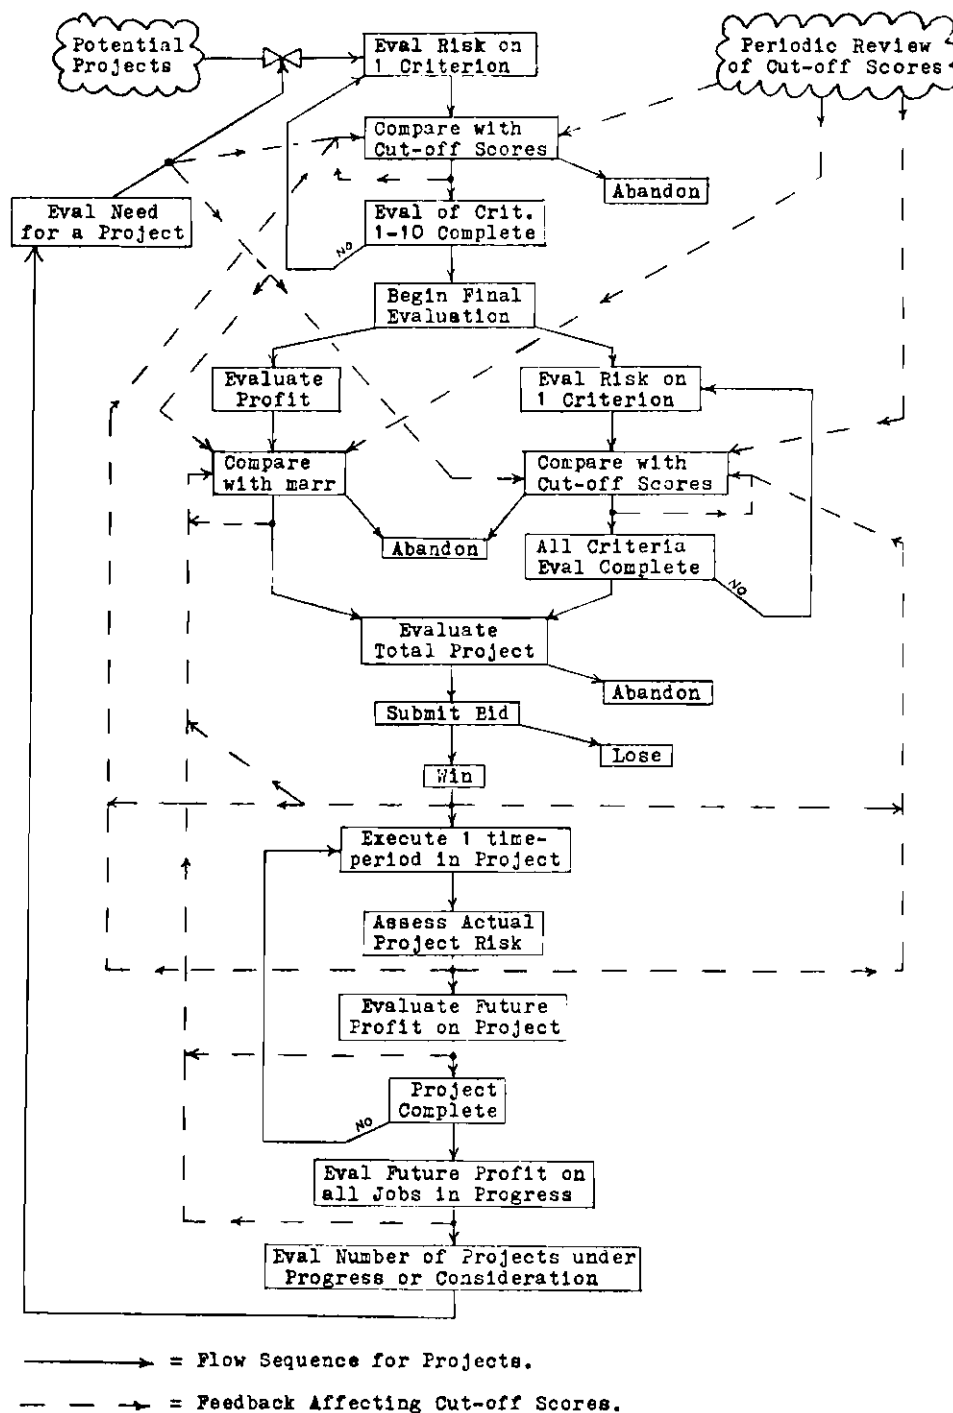 Potential
Projects
Eval Risk on
1 Criterion
Periodic Review
of Cut-off Scores
Compare with
Cut-off Scores
Abandon
Eval Need
for a Project
Eval of Crit.
1-10 Complete
NO
Begin Final
Evaluation
Evaluate
Profit
Eval Risk on
1 Criterion
Compare
with marr
Compare with
Cut-off Scores
Abandon
All Criteria
Eval Complete
NO
Evaluate
Total Project
Abandon
Submit Bid
Lose
Win
Execute 1 time-
period in Project
Assess Actual
Project Risk
Evaluate Future
Profit on Project
Project
Complete
NO
Eval Future Profit on
all Jobs in Progress
Eval Number of Projects under
Progress or Consideration
= Flow Sequence for Projects.
= Feedback Affecting Cut-off Scores.